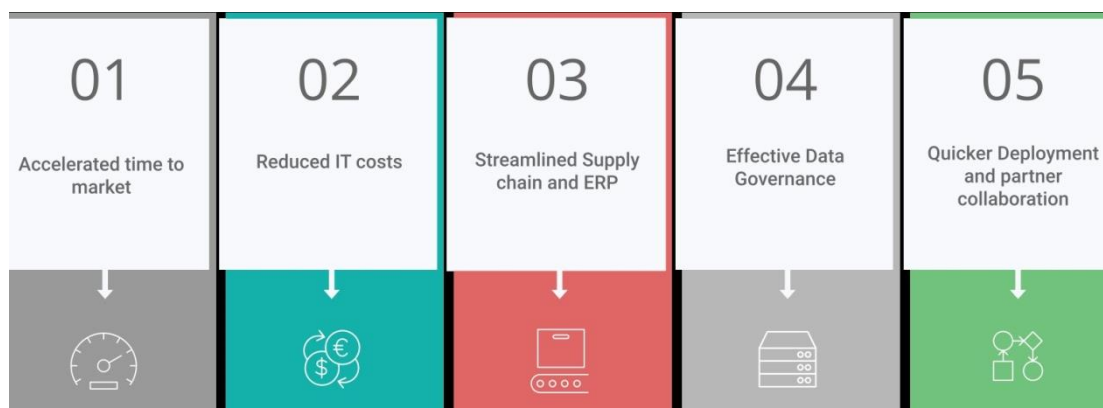 01
Accelerated time to
market
02
Reduced IT costs
€
$
03
Streamlined Supply
chain and ERP
04
Effective Data
Governance
05
Quicker Deployment
and partner
collaboration